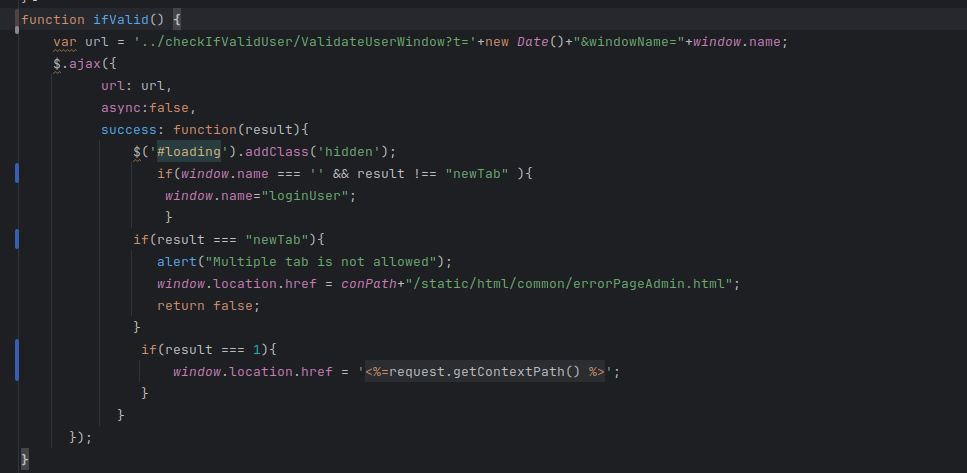 function ifValid() {
var url = '../checkIfValidUser/ValidateUserWindow?t='+new Date()+"&windowName="+window.name;
$.ajax({
url: url,
async:false,
success: function(result){
$('#loading').addClass('hidden');
if(window.name === '' && result !== "newTab" ){
window.name="loginUser";
}
if(result === "newTab"){
alert("Multiple tab is not allowed");
window.location.href = conPath+"/static/html/common/errorPageAdmin.html";
return false;
}
if(result === 1){
window.location.href = '<%=request.getContextPath() %>';
}
}
});
}